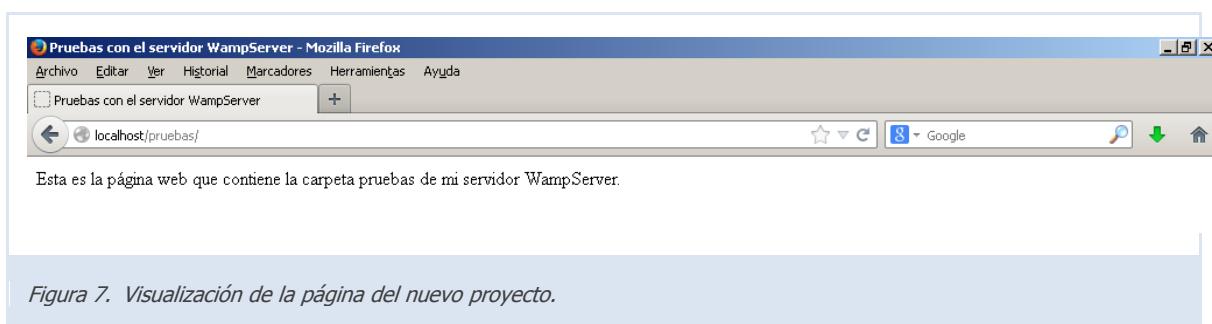 Pruebas con el servidor WampServer - Mozilla Firefox
Archivo Editar Ver Historial Marcadores Herramientas Ayuda
Pruebas con el servidor WampServer
localhost/pruebas/
8 Google
Esta es la página web que contiene la carpeta pruebas de mi servidor WampServer.
Figura 7. Visualización de la página del nuevo proyecto.